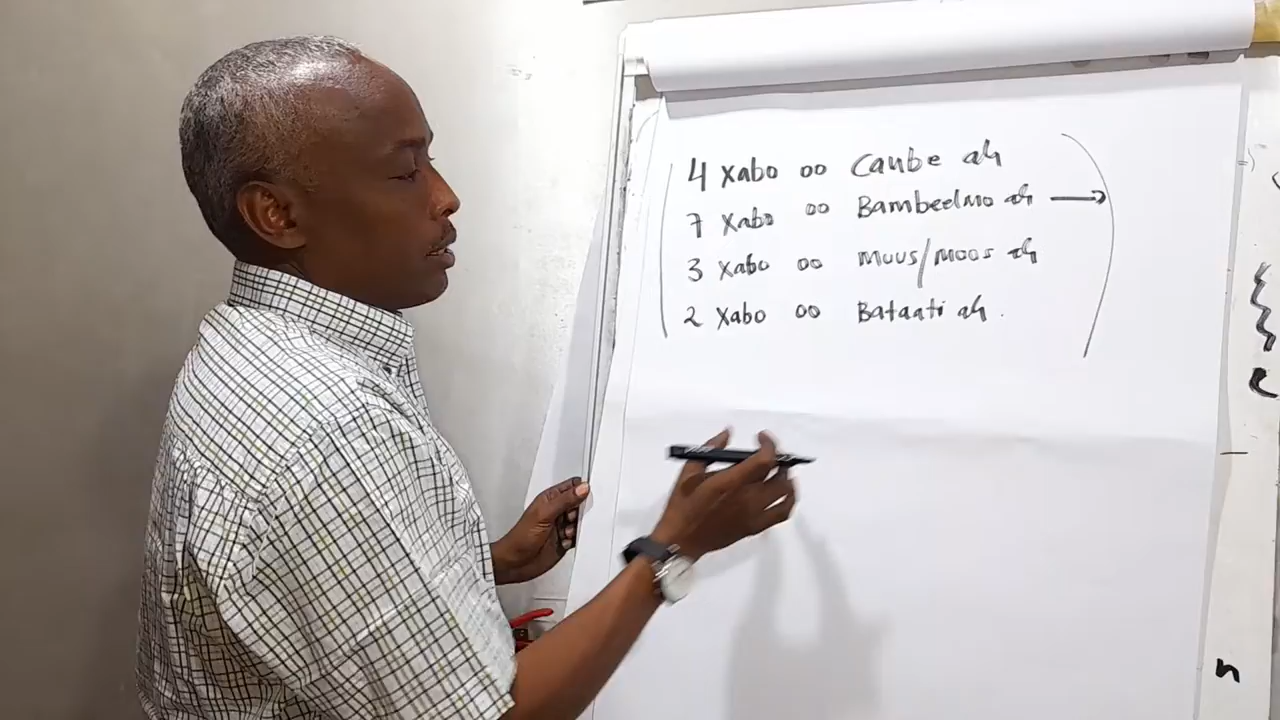 4 Xabo oo Canbe ah
7 Xabo oo Bambeelmo ah
3 Xabo oo Muus/Moos ah
2 Xabo oo Bataati ah.